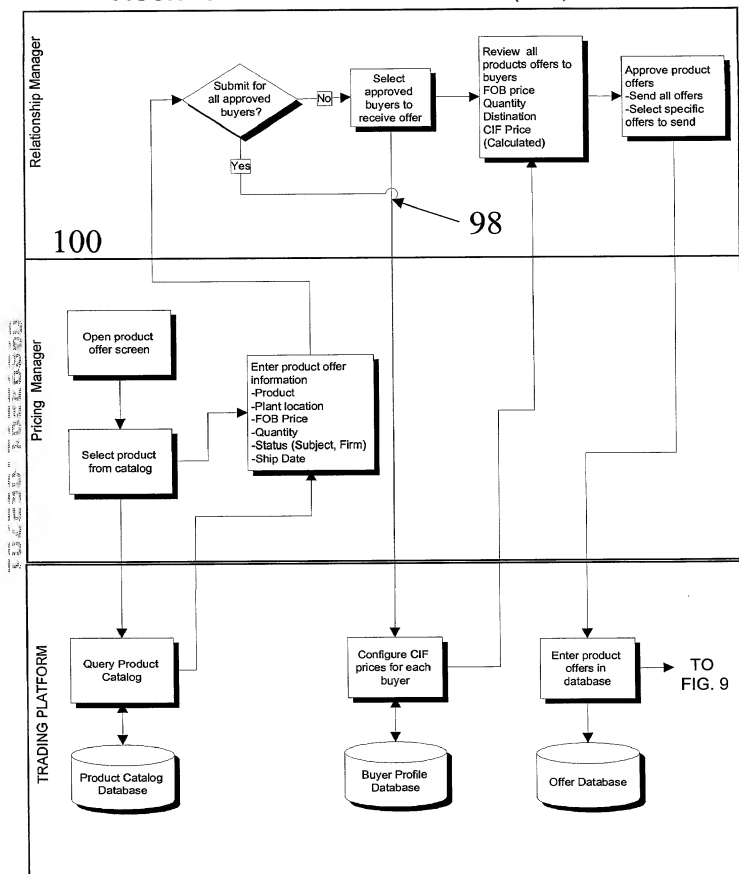 Relationship Manager
Submit for
all approved
buyers?
No
Yes
Select
approved
buyers to
receive offer
Review all
products offers to
buyers
FOB price
Quantity
Distination
CIF Price
(Calculated)
Approve product
offers
-Send all offers
-Select specific
offers to send
98
100
Pricing Manager
Open product
offer screen
Select product
from catalog
Enter product offer
information
-Product
-Plant location
-FOB Price
-Quantity
-Status (Subject, Firm)
-Ship Date
TRADING PLATFORM
Query Product
Catalog
Configure CIF
prices for each
buyer
Enter product
offers in
database
TO
FIG. 9
Product Catalog
Database
Buyer Profile
Database
Offer Database